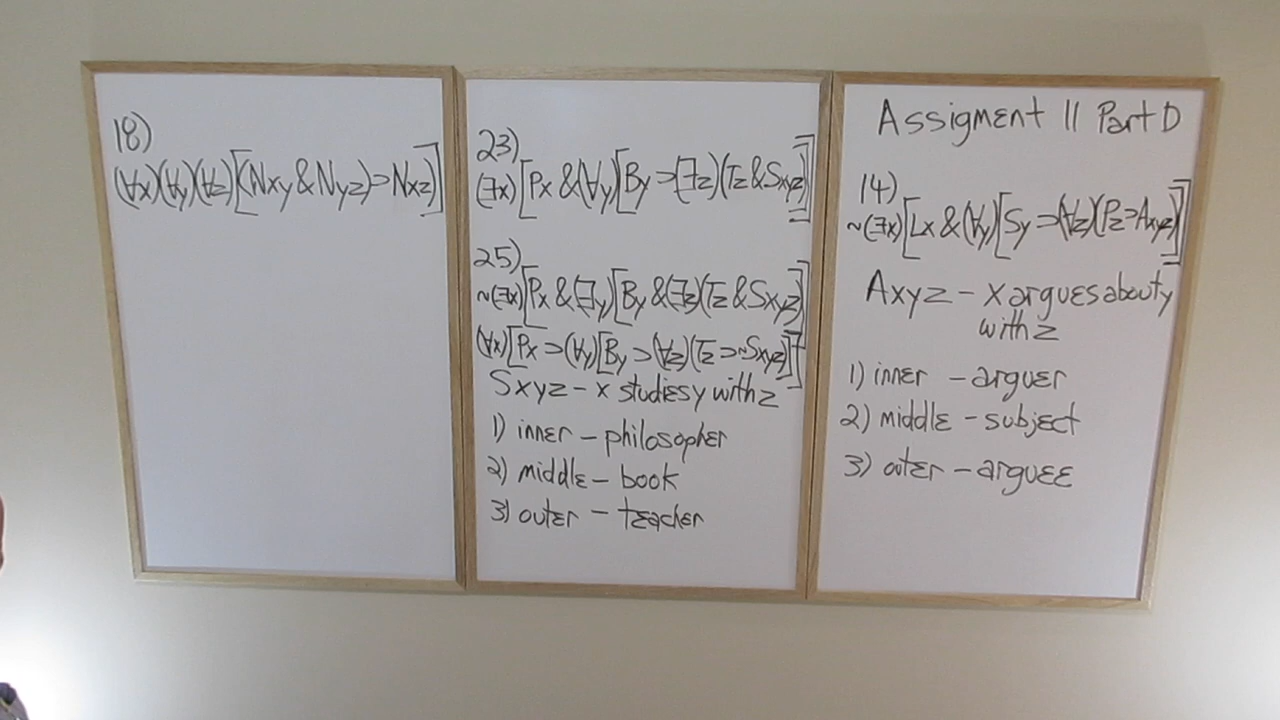 18)
(∀x)(∀y)(∀z)[(Nxy & Nyz)⊃Nxz]
23)
(∃x)[Px & (∀y)[By ⊃ (∃z)(Tz & Sxyz)]]
25)
~(∃x)[Px & (∃y)[By & (∃z)(Tz & Sxyz)]]
(∀x)[Px ⊃ (∀y)[By ⊃ (∀z)(Tz ⊃ ~Sxyz)]]
Sxyz - x studies y with z
1) inner - philosopher
2) middle - book
3) outer - teacher
Assigment 11 Part D
14)
~(∃x)[Lx & (∀y)[Sy ⊃ (∀z)(Pz ⊃ Axyz)]]
Axyz - x argues about y
with z
1) inner - arguer
2) middle - subject
3) outer - arguee